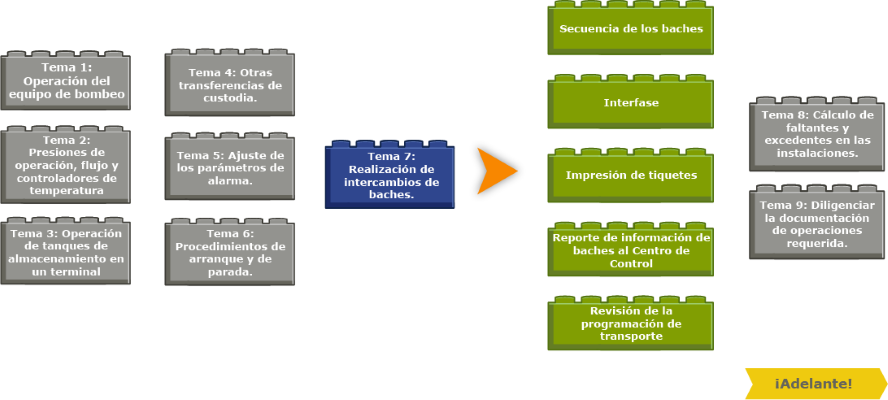 Tema 1:
Operación del
equipo de bombeo
Tema 2:
Presiones de
operación, flujo y
controladores de
temperatura
Tema 3: Operación
de tanques de
almacenamiento en
un terminal
Tema 4: Otras
transferencias de
custodia.
Tema 5: Ajuste de
los parámetros de
alarma.
Tema 6:
Procedimientos de
arranque y de
parada.
Tema 7:
Realización de
intercambios de
baches.
Secuencia de los baches
Interfase
Impresión de tiquetes
Reporte de información de
baches al Centro de
Control
Revisión de la
programación de
transporte
Tema 8: Cálculo de
faltantes y
excedentes en las
instalaciones.
Tema 9: Diligenciar
la documentación
de operaciones
requerida.
¡Adelante!